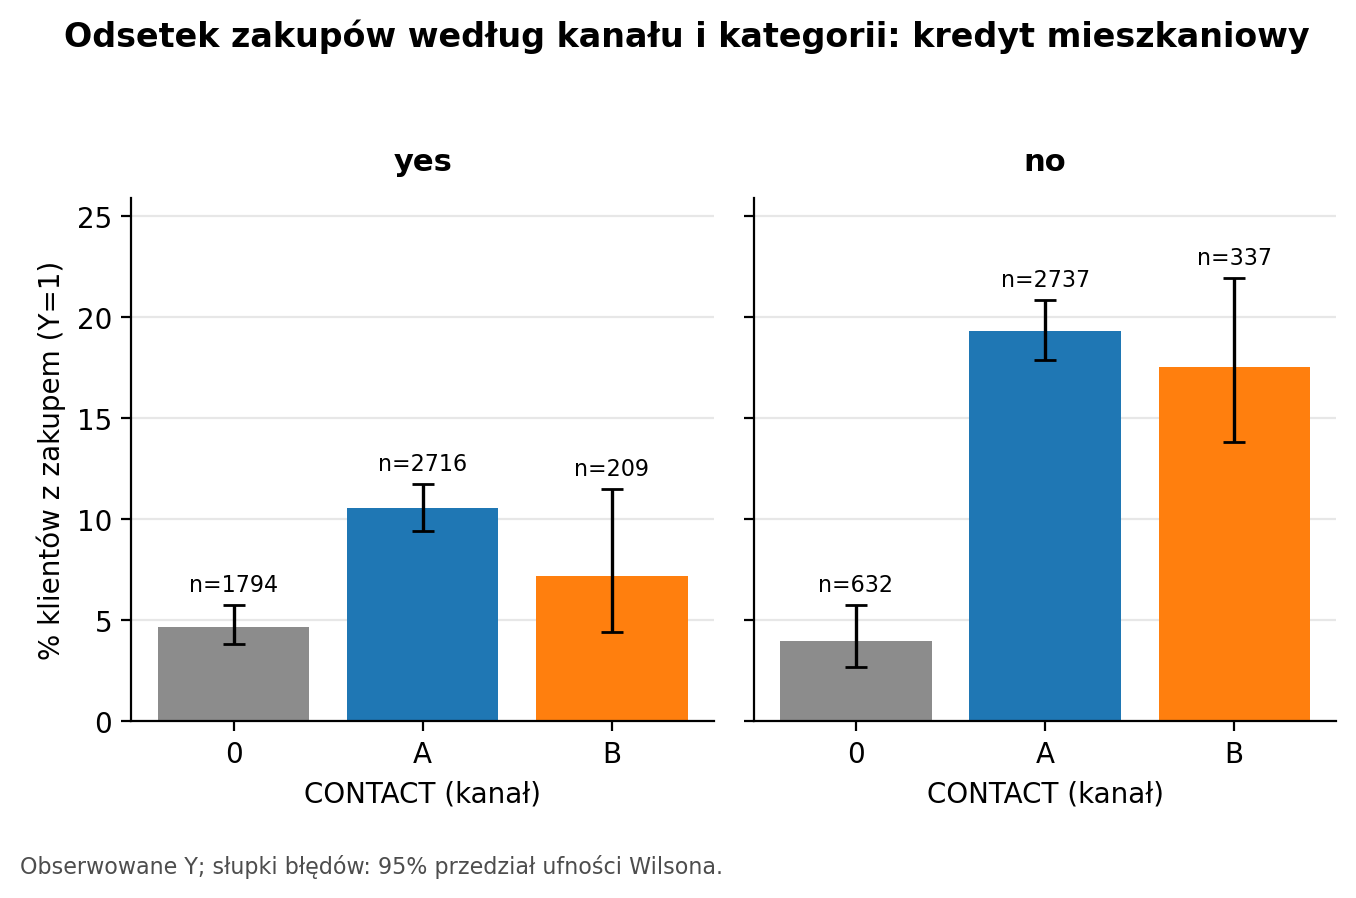 Odsetek zakupów według kanału i kategorii: kredyt mieszkaniowy
yes
% klientów z zakupem (Y=1)
25
20
15
10
5
0
n=1794
n=2716
n=209
0
A
B
CONTACT (kanał)
no
n=632
n=2737
n=337
0
A
B
CONTACT (kanał)
Obserwowane Y; słupki błędów: 95% przedział ufności Wilsona.